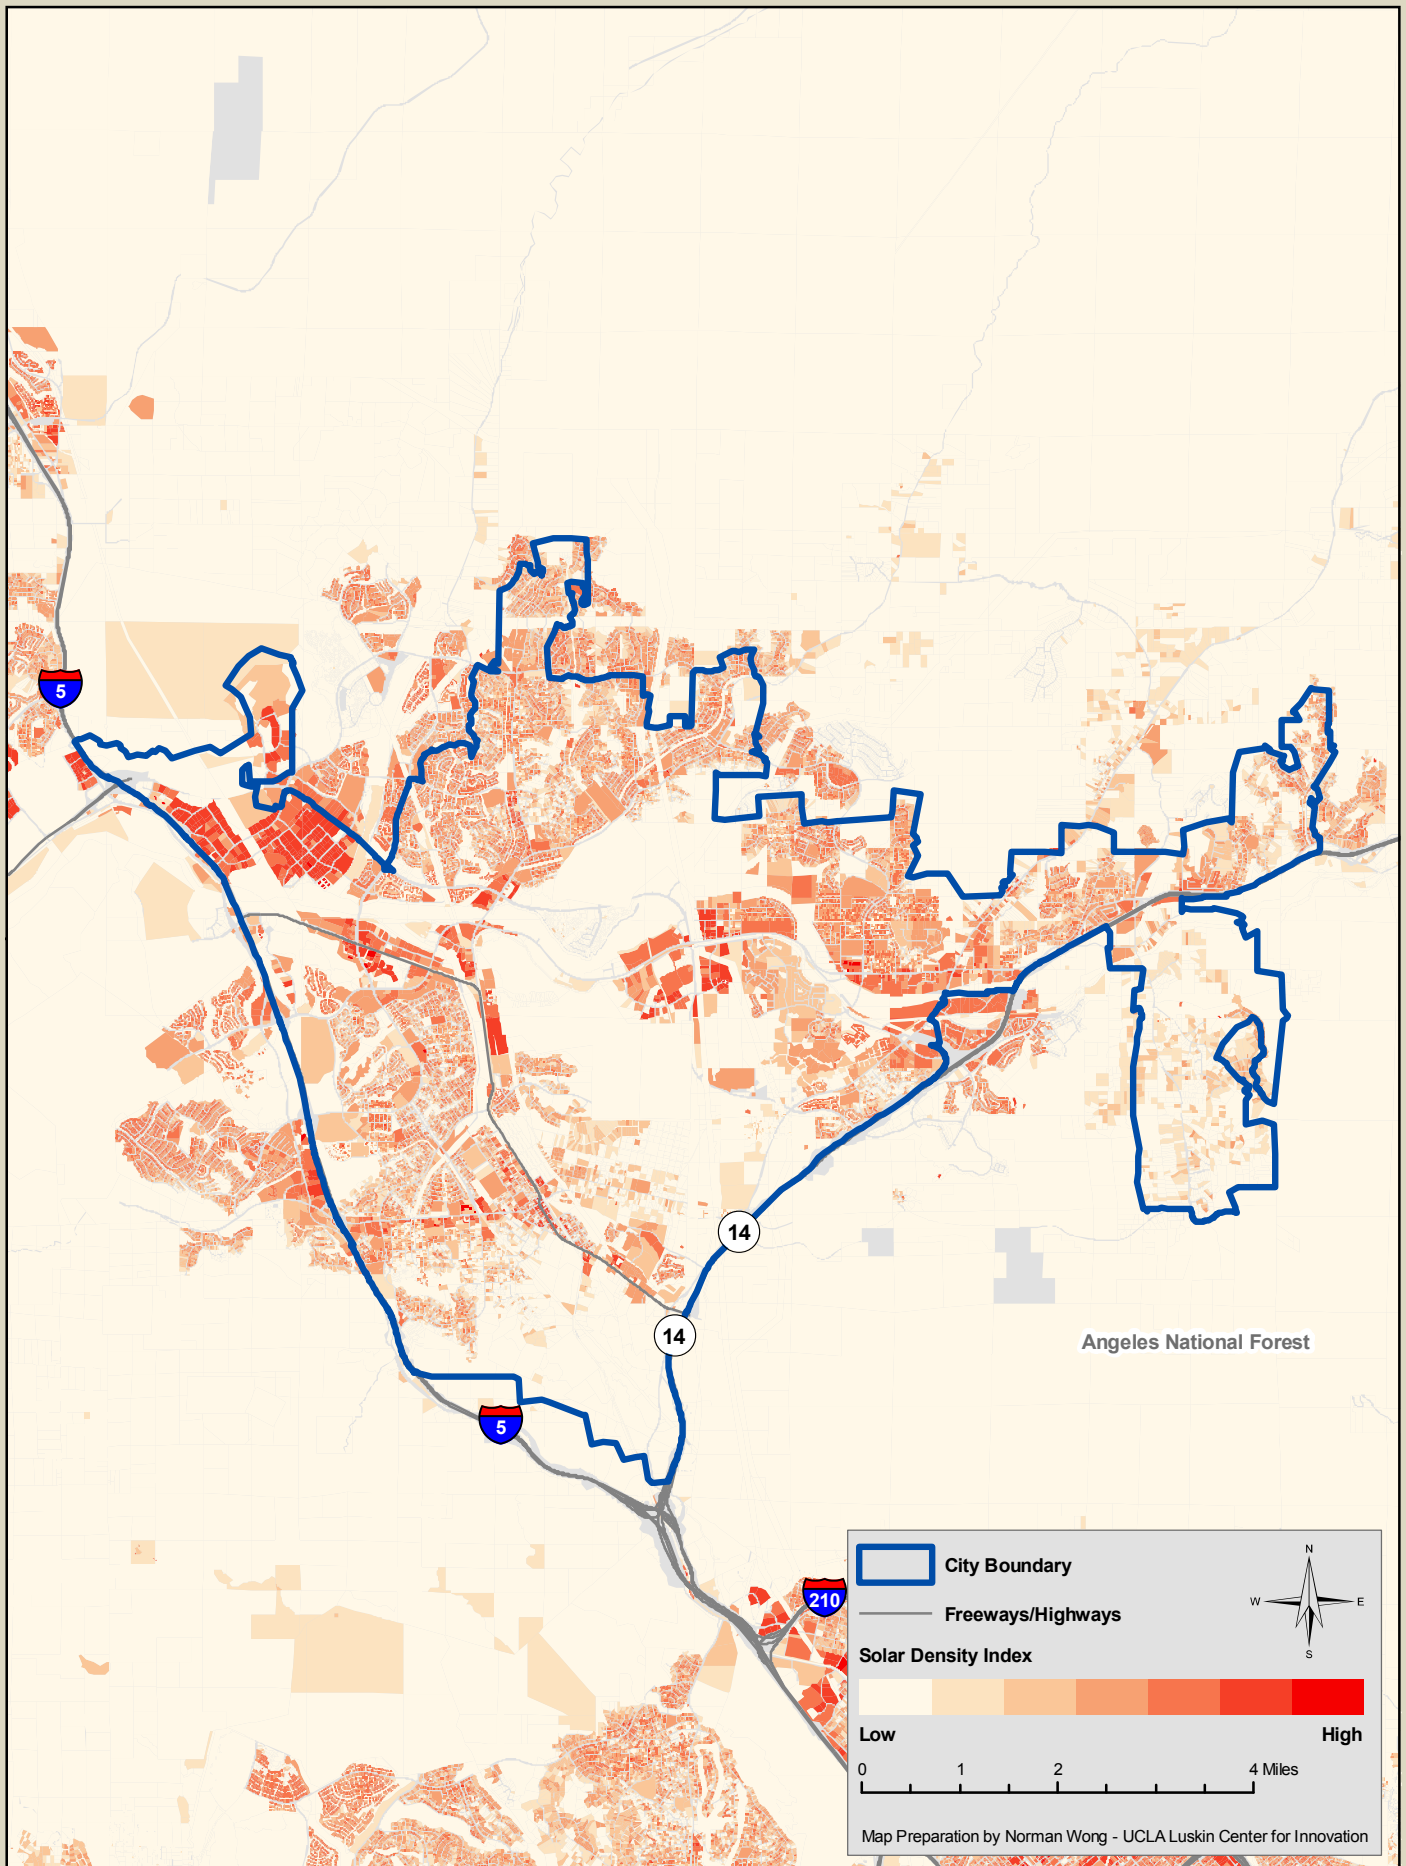 5
14
14
Angeles National Forest
5
210
City Boundary
Freeways/Highways
N
W
E
S
Solar Density Index
Low
High
0
1
2
4 Miles
Map Preparation by Norman Wong - UCLA Luskin Center for Innovation